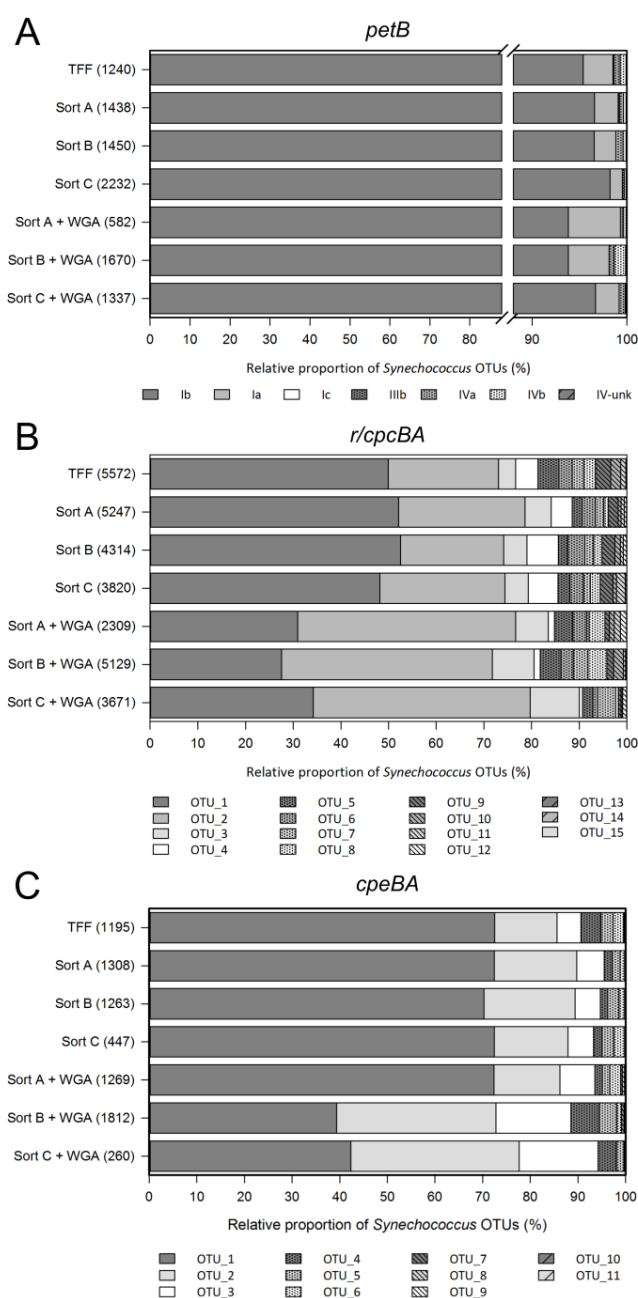 A
petB
TFF (1240)
Sort A (1438)
Sort B (1450)
Sort C (2232)
Sort A + WGA (582)
Sort B + WGA (1670)
Sort C + WGA (1337)
0 10 20 30 40 50 60 70 80 90 100
Relative proportion of Synechococcus OTUs (%)
Ib Ia Ic IIIb IVa IVb IV-unk
B
r/cpcBA
TFF (5572)
Sort A (5247)
Sort B (4314)
Sort C (3820)
Sort A + WGA (2309)
Sort B + WGA (5129)
Sort C + WGA (3671)
0 10 20 30 40 50 60 70 80 90 100
Relative proportion of Synechococcus OTUs (%)
OTU_1 OTU_5 OTU_9 OTU_13
OTU_2 OTU_6 OTU_10 OTU_14
OTU_3 OTU_7 OTU_11 OTU_15
OTU_4 OTU_8 OTU_12
C
cpeBA
TFF (1195)
Sort A (1308)
Sort B (1263)
Sort C (447)
Sort A + WGA (1269)
Sort B + WGA (1812)
Sort C + WGA (260)
0 10 20 30 40 50 60 70 80 90 100
Relative proportion of Synechococcus OTUs (%)
OTU_1 OTU_4 OTU_7 OTU_10
OTU_2 OTU_5 OTU_8 OTU_11
OTU_3 OTU_6 OTU_9